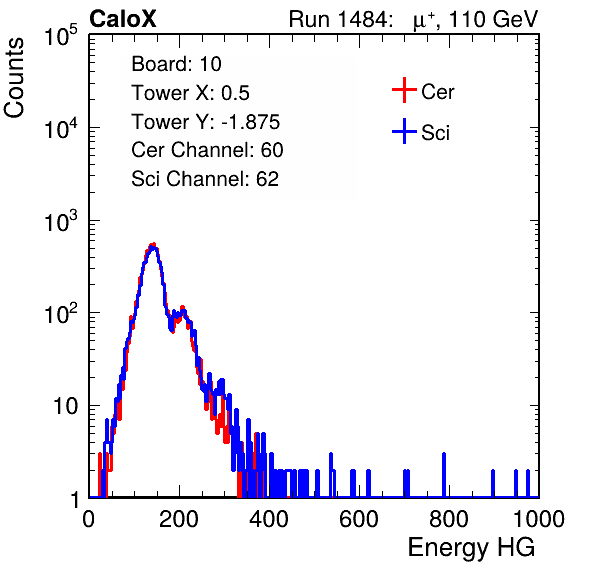 CaloX Run 1484: μ⁺, 110 GeV
Counts
10⁵
10⁴
10³
10²
10
1
Board: 10
Tower X: 0.5
Tower Y: -1.875
Cer Channel: 60
Sci Channel: 62
Cer
Sci
0 200 400 600 800 1000
Energy HG